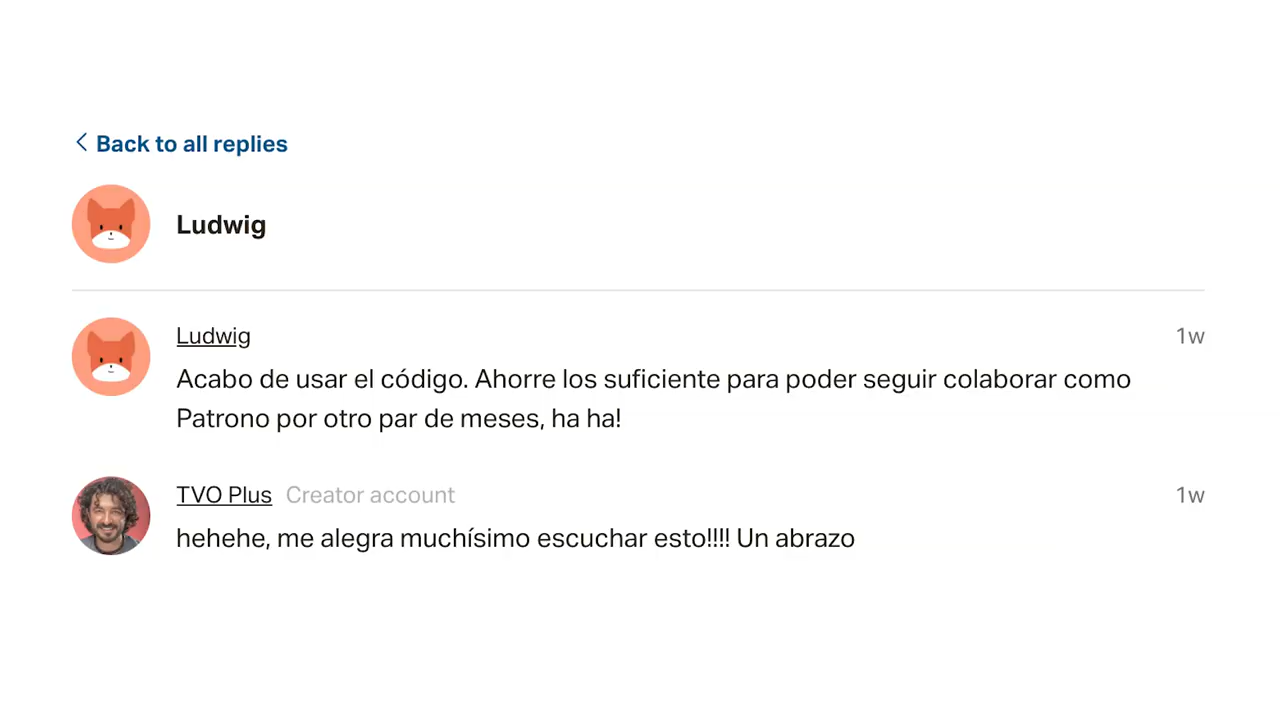 Back to all replies
Ludwig
Ludwig
1w
Acabo de usar el código. Ahorre los suficiente para poder seguir colaborar como
Patrono por otro par de meses, ha ha!
TVO Plus Creator account
1w
hehehe, me alegra muchísimo escuchar esto!!!! Un abrazo